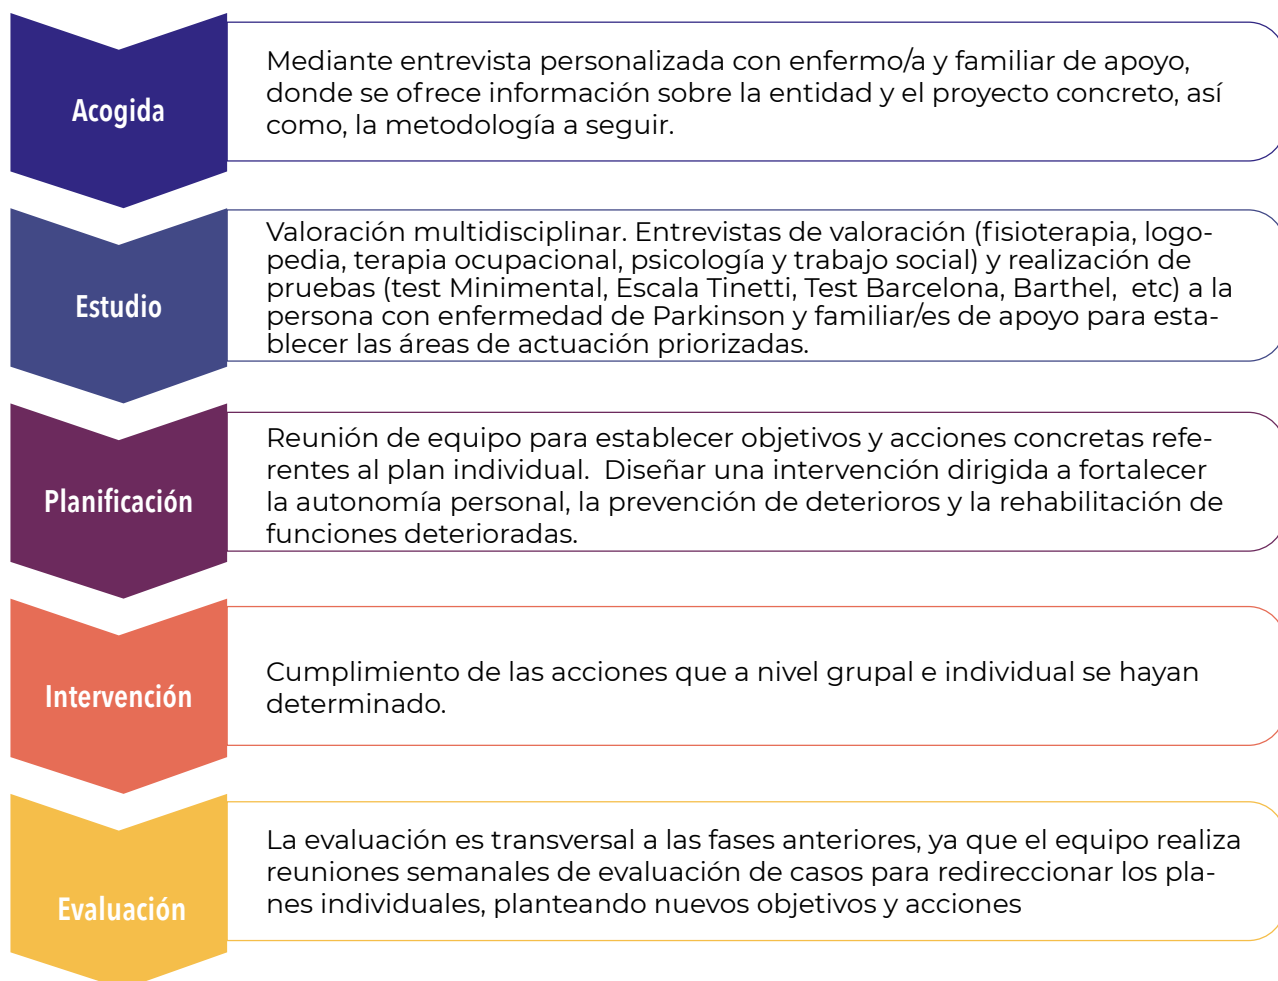 Acogida
Mediante entrevista personalizada con enfermo/a y familiar de apoyo,
donde se ofrece información sobre la entidad y el proyecto concreto, así
como, la metodología a seguir.
Estudio
Valoración multidisciplinar. Entrevistas de valoración (fisioterapia, logo-
pedia, terapia ocupacional, psicología y trabajo social) y realización de
pruebas (test Minimental, Escala Tinetti, Test Barcelona, Barthel,  etc) a la
persona con enfermedad de Parkinson y familiar/es de apoyo para esta-
blecer las áreas de actuación priorizadas.
Planificación
Reunión de equipo para establecer objetivos y acciones concretas refe-
rentes al plan individual.  Diseñar una intervención dirigida a fortalecer
la autonomía personal, la prevención de deterioros y la rehabilitación de
funciones deterioradas.
Intervención
Cumplimiento de las acciones que a nivel grupal e individual se hayan
determinado.
Evaluación
La evaluación es transversal a las fases anteriores, ya que el equipo realiza
reuniones semanales de evaluación de casos para redireccionar los pla-
nes individuales, planteando nuevos objetivos y acciones